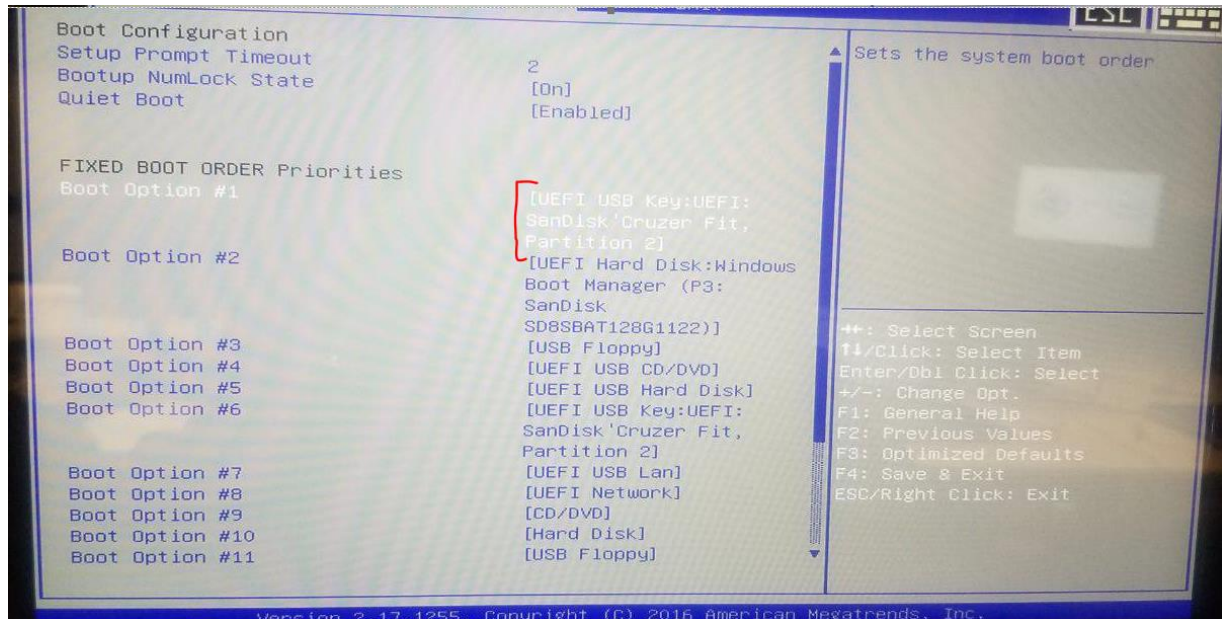 ESC
Boot Configuration
Setup Prompt Timeout 2
Bootup NumLock State [On]
Quiet Boot [Enabled]
FIXED BOOT ORDER Priorities
Boot Option #1 [UEFI USB Key:UEFI:
SanDisk'Cruzer Fit,
Partition 2]
Boot Option #2 [UEFI Hard Disk:Windows
Boot Manager (P3:
SanDisk
SD8SBAT128G1122)]
Boot Option #3 [USB Floppy]
Boot Option #4 [UEFI USB CD/DVD]
Boot Option #5 [UEFI USB Hard Disk]
Boot Option #6 [UEFI USB Key:UEFI:
SanDisk'Cruzer Fit,
Partition 2]
Boot Option #7 [UEFI USB Lan]
Boot Option #8 [UEFI Network]
Boot Option #9 [CD/DVD]
Boot Option #10 [Hard Disk]
Boot Option #11 [USB Floppy]
Sets the system boot order
→←: Select Screen
↑↓/Click: Select Item
Enter/Dbl Click: Select
+/-: Change Opt.
F1: General Help
F2: Previous Values
F3: Optimized Defaults
F4: Save & Exit
ESC/Right Click: Exit
Version 2.17.1255. Copyright (C) 2016 American Megatrends, Inc.